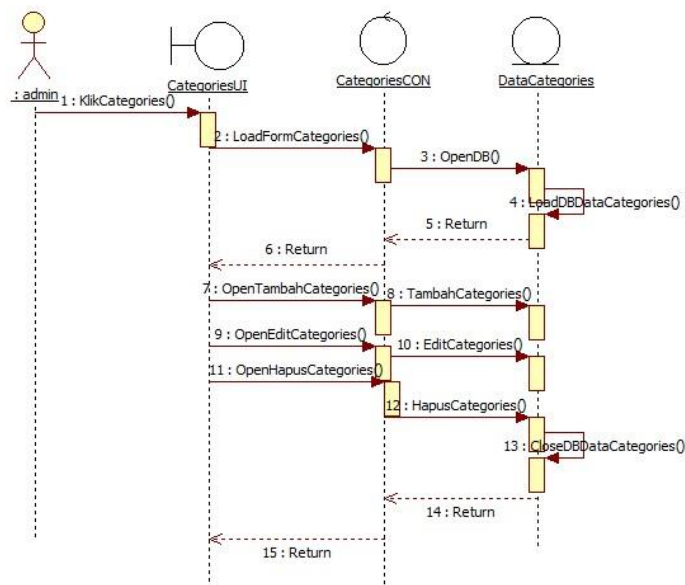 : admin
CategoriesUI
CategoriesCON
DataCategories
1 : KlikCategories()
2 : LoadFormCategories()
3 : OpenDB()
4 : LoadDBDataCategories()
5 : Return
6 : Return
7 : OpenTambahCategories()
8 : TambahCategories()
9 : OpenEditCategories()
10 : EditCategories()
11 : OpenHapusCategories()
12 : HapusCategories()
13 : CloseDBDataCategories()
14 : Return
15 : Return